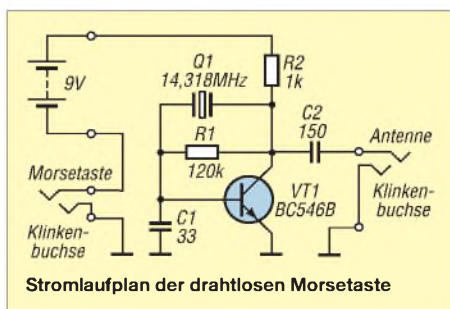 9V
Q1
14,318MHz
R2
1k
R1
120k
C2
150
Antenne
Klinken-
buchse
VT1
BC546B
Morsetaste
Klinken-
buchse
C1
33
Stromlaufplan der drahtlosen Morsetaste